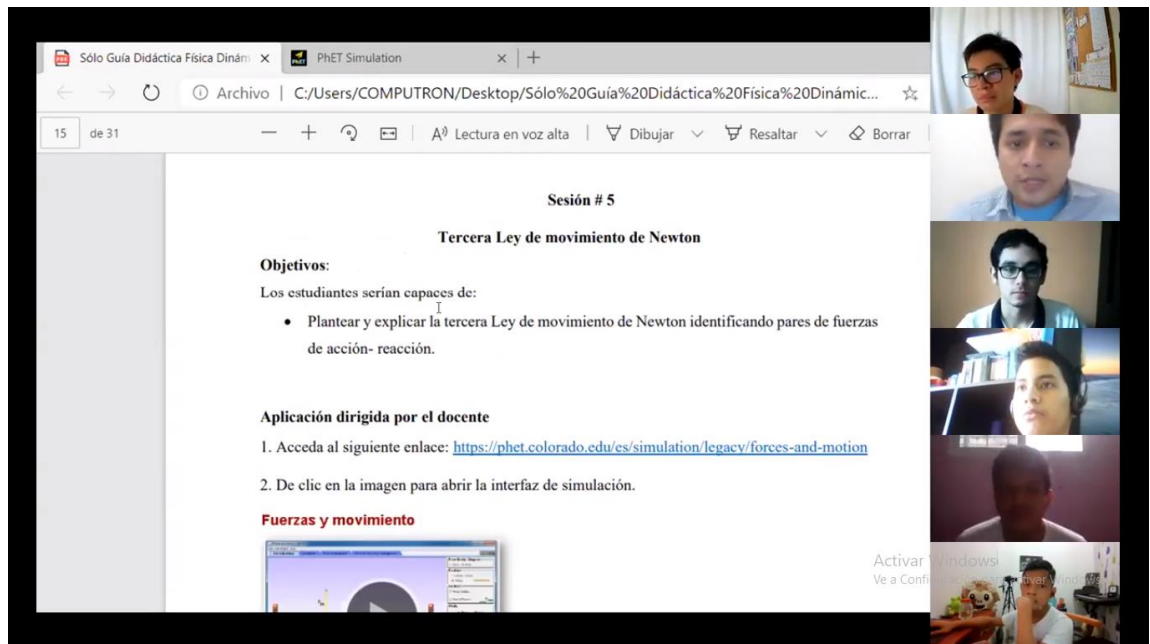 Sólo Guía Didáctica Física Dinám
PhET Simulation
Archivo | C:/Users/COMPUTRON/Desktop/Sólo%20Guía%20Didáctica%20Física%20Dinámic...
15 de 31
Lectura en voz alta
Dibujar
Resaltar
Borrar
Sesión # 5
Tercera Ley de movimiento de Newton
Objetivos:
Los estudiantes serían capaces de:
• Plantear y explicar la tercera Ley de movimiento de Newton identificando pares de fuerzas
de acción- reacción.
Aplicación dirigida por el docente
1. Acceda al siguiente enlace: https://phet.colorado.edu/es/simulation/legacy/forces-and-motion
2. De clic en la imagen para abrir la interfaz de simulación.
Fuerzas y movimiento
Activar Windows